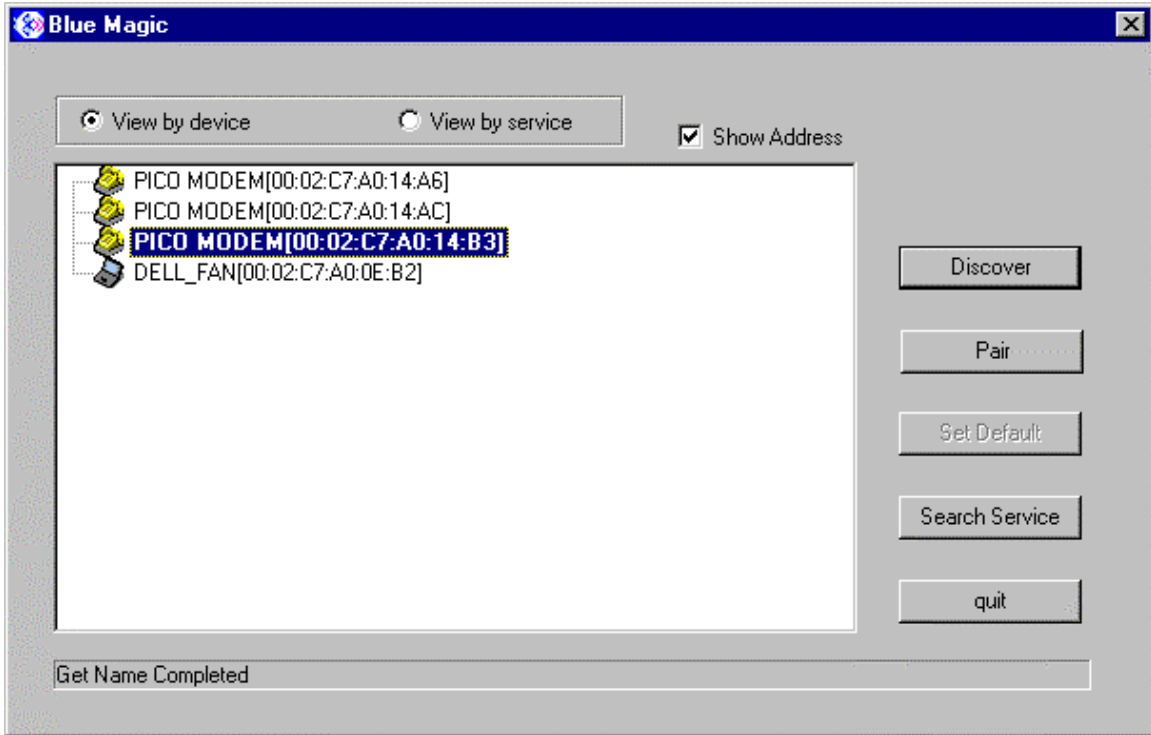 Blue Magic
View by device
View by service
Show Address
PICO MODEM[00:02:C7:A0:14:A6]
PICO MODEM[00:02:C7:A0:14:AC]
PICO MODEM[00:02:C7:A0:14:B3]
DELL_FAN[00:02:C7:A0:0E:B2]
Discover
Pair
Set Default
Search Service
quit
Get Name Completed